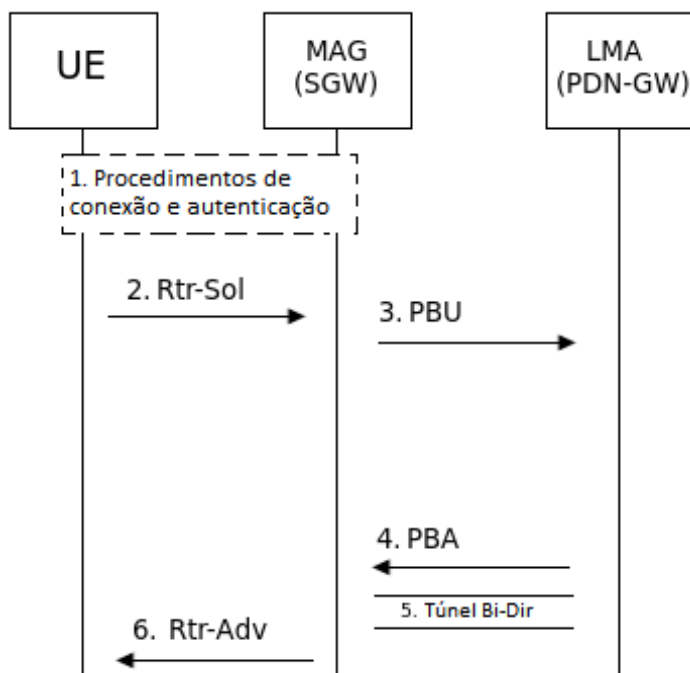 UE
MAG
(SGW)
LMA
(PDN-GW)
1. Procedimentos de
conexão e autenticação
2. Rtr-Sol
3. PBU
4. PBA
5. Túnel Bi-Dir
6. Rtr-Adv